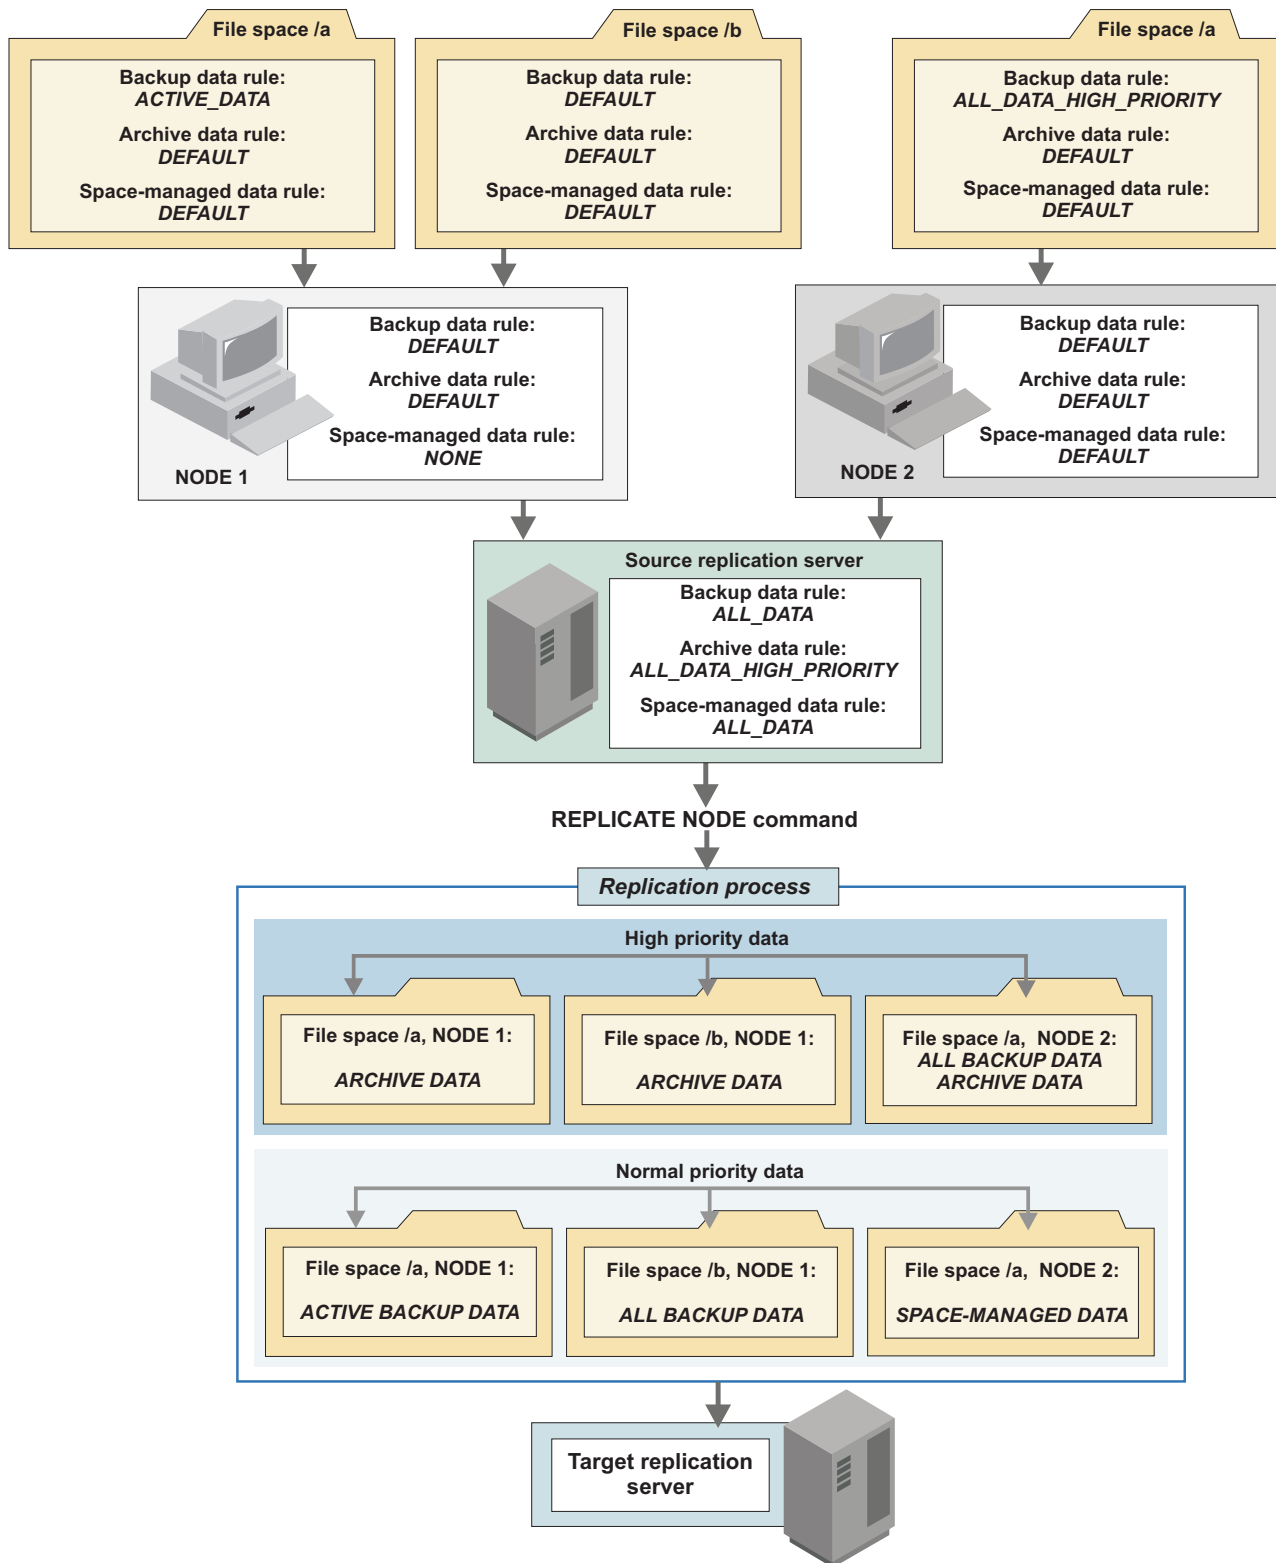 File space /a
Backup data rule:
ACTIVE_DATA
Archive data rule:
DEFAULT
Space-managed data rule:
DEFAULT
File space /b
Backup data rule:
DEFAULT
Archive data rule:
DEFAULT
Space-managed data rule:
DEFAULT
File space /a
Backup data rule:
ALL_DATA_HIGH_PRIORITY
Archive data rule:
DEFAULT
Space-managed data rule:
DEFAULT
Backup data rule:
DEFAULT
Archive data rule:
DEFAULT
Space-managed data rule:
NONE
NODE 1
Backup data rule:
DEFAULT
Archive data rule:
DEFAULT
Space-managed data rule:
DEFAULT
NODE 2
Source replication server
Backup data rule:
ALL_DATA
Archive data rule:
ALL_DATA_HIGH_PRIORITY
Space-managed data rule:
ALL_DATA
REPLICATE NODE command
Replication process
High priority data
File space /a, NODE 1:
ARCHIVE DATA
File space /b, NODE 1:
ARCHIVE DATA
File space /a, NODE 2:
ALL BACKUP DATA
ARCHIVE DATA
Normal priority data
File space /a, NODE 1:
ACTIVE BACKUP DATA
File space /b, NODE 1:
ALL BACKUP DATA
File space /a, NODE 2:
SPACE-MANAGED DATA
Target replication
server